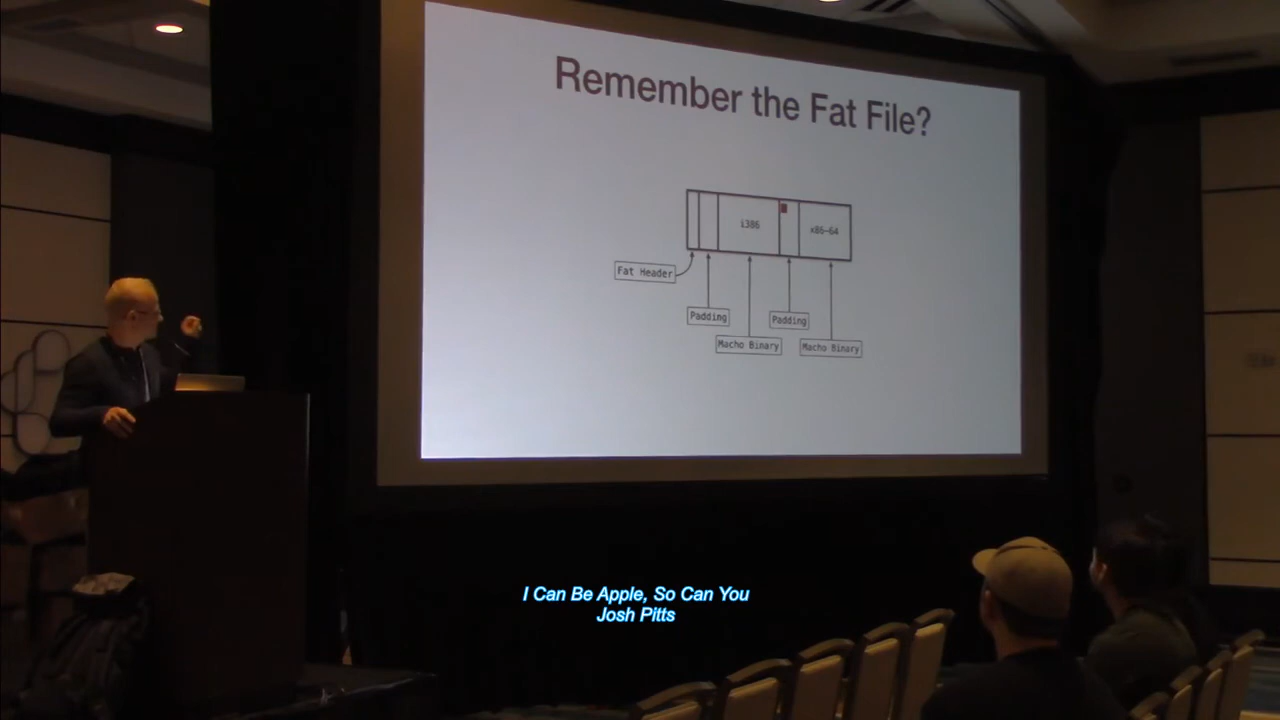 Remember the Fat File?
i386
x86-64
Fat Header
Padding
Padding
Macho Binary
Macho Binary
I Can Be Apple, So Can You
Josh Pitts